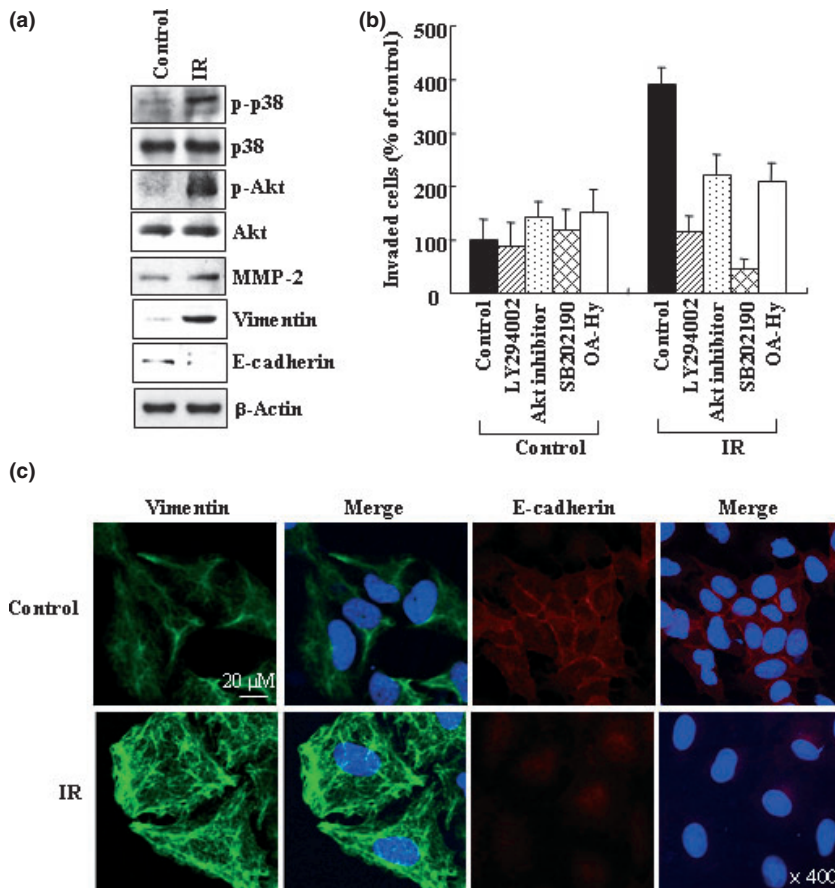 (a)
Control
IR
p-p38
p38
p-Akt
Akt
MMP-2
Vimentin
E-cadherin
β-Actin
(b)
Invaded cells (% of control)
500
400
300
200
100
0
Control
LY294002
Akt inhibitor
SB202190
OA-Hy
Control
LY294002
Akt inhibitor
SB202190
OA-Hy
Control
IR
(c)
Vimentin
Merge
E-cadherin
Merge
Control
20 µM
IR
x 400